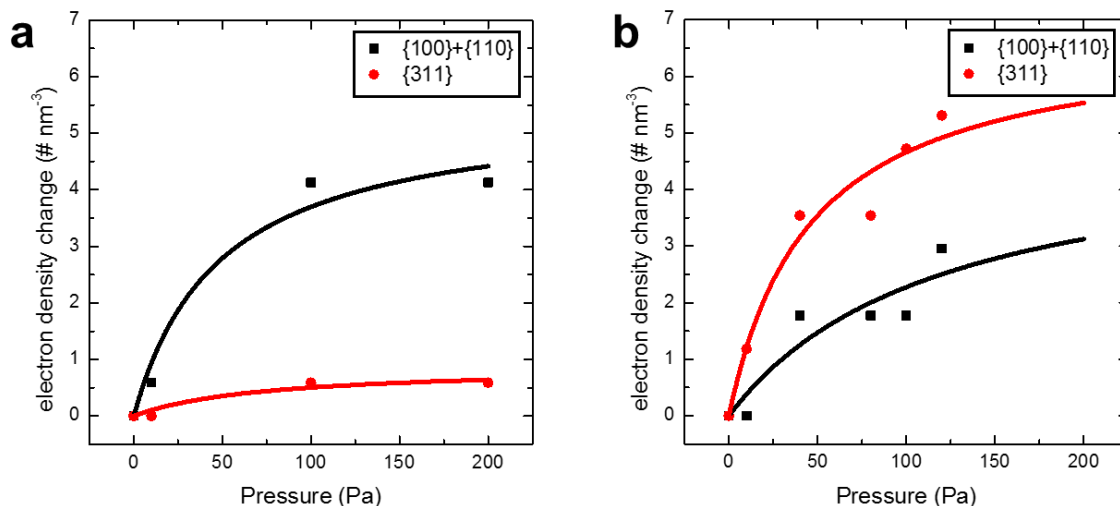 a
7
6
5
4
3
2
1
0
electron density change (# nm⁻³)
{100}+{110}
{311}
0 50 100 150 200
Pressure (Pa)
b
7
6
5
4
3
2
1
0
electron density change (# nm⁻³)
{100}+{110}
{311}
0 50 100 150 200
Pressure (Pa)